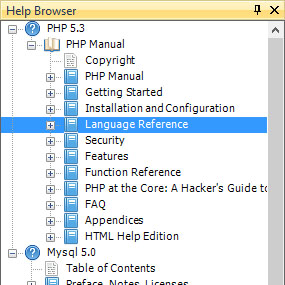 Help Browser
PHP 5.3
PHP Manual
Copyright
PHP Manual
Getting Started
Installation and Configuration
Language Reference
Security
Features
Function Reference
PHP at the Core: A Hacker's Guide to
FAQ
Appendices
HTML Help Edition
Mysql 5.0
Table of Contents
Preface, Notes, Licenses